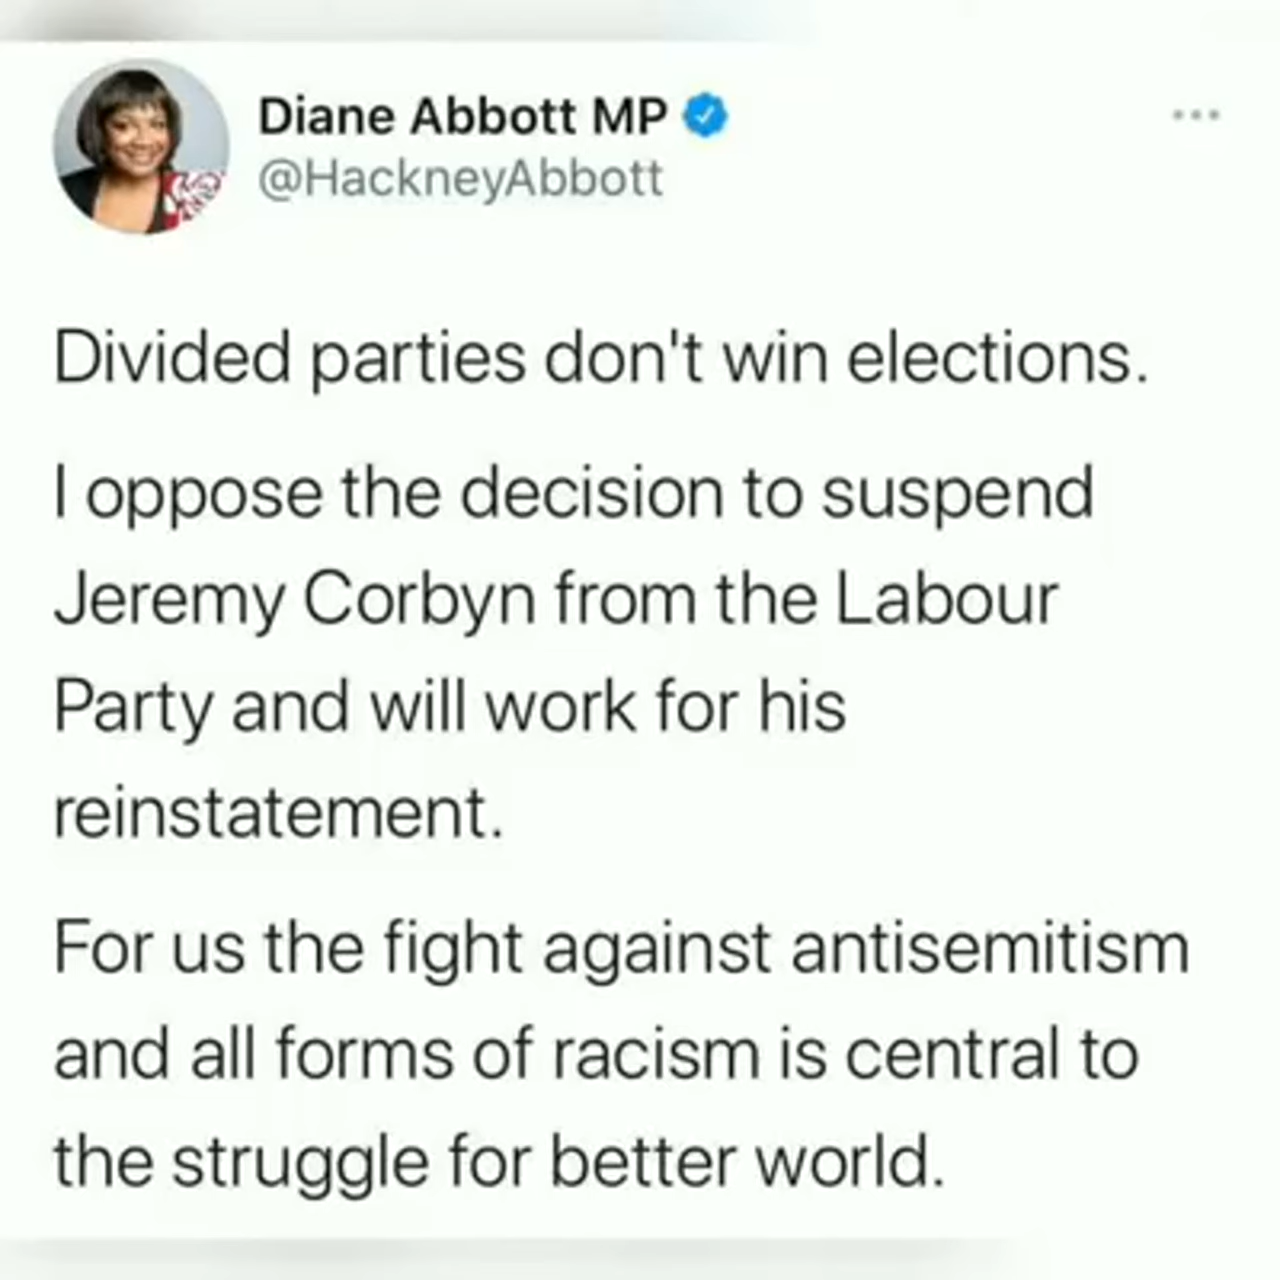 Diane Abbott MP
@HackneyAbbott
Divided parties don't win elections.
I oppose the decision to suspend
Jeremy Corbyn from the Labour
Party and will work for his
reinstatement.
For us the fight against antisemitism
and all forms of racism is central to
the struggle for better world.